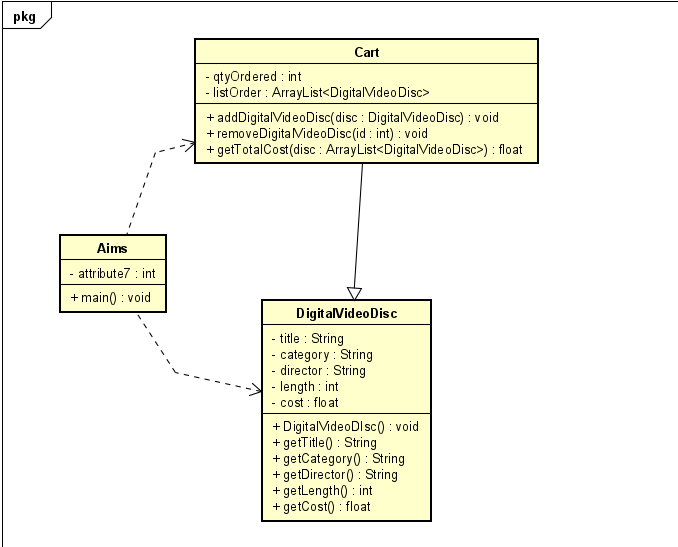 pkg
Cart
- qtyOrdered : int
- listOrder : ArrayList<DigitalVideoDisc>
+ addDigitalVideoDisc(disc : DigitalVideoDisc) : void
+ removeDigitalVideoDisc(id : int) : void
+ getTotalCost(disc : ArrayList<DigitalVideoDisc>) : float
Aims
- attribute7 : int
+ main() : void
DigitalVideoDisc
- title : String
- category : String
- director : String
- length : int
- cost : float
+ DigitalVideoDIsc() : void
+ getTitle() : String
+ getCategory() : String
+ getDirector() : String
+ getLength() : int
+ getCost() : float